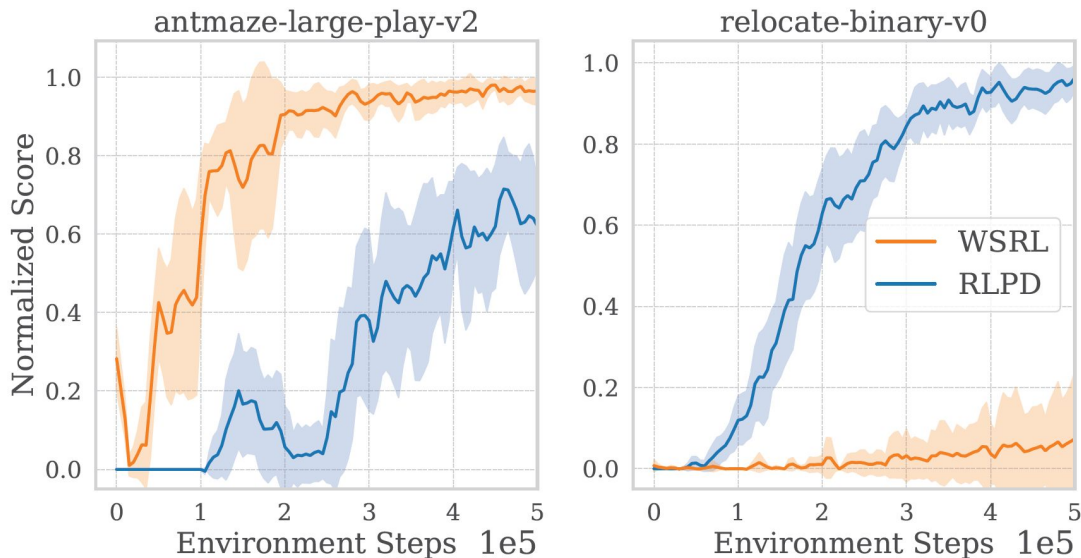 antmaze-large-play-v2
relocate-binary-v0
Normalized Score
1.0
0.8
0.6
0.4
0.2
0.0
0 1 2 3 4 5
Environment Steps 1e5
1.0
0.8
0.6
0.4
0.2
0.0
WSRL
RLPD
0 1 2 3 4 5
Environment Steps 1e5